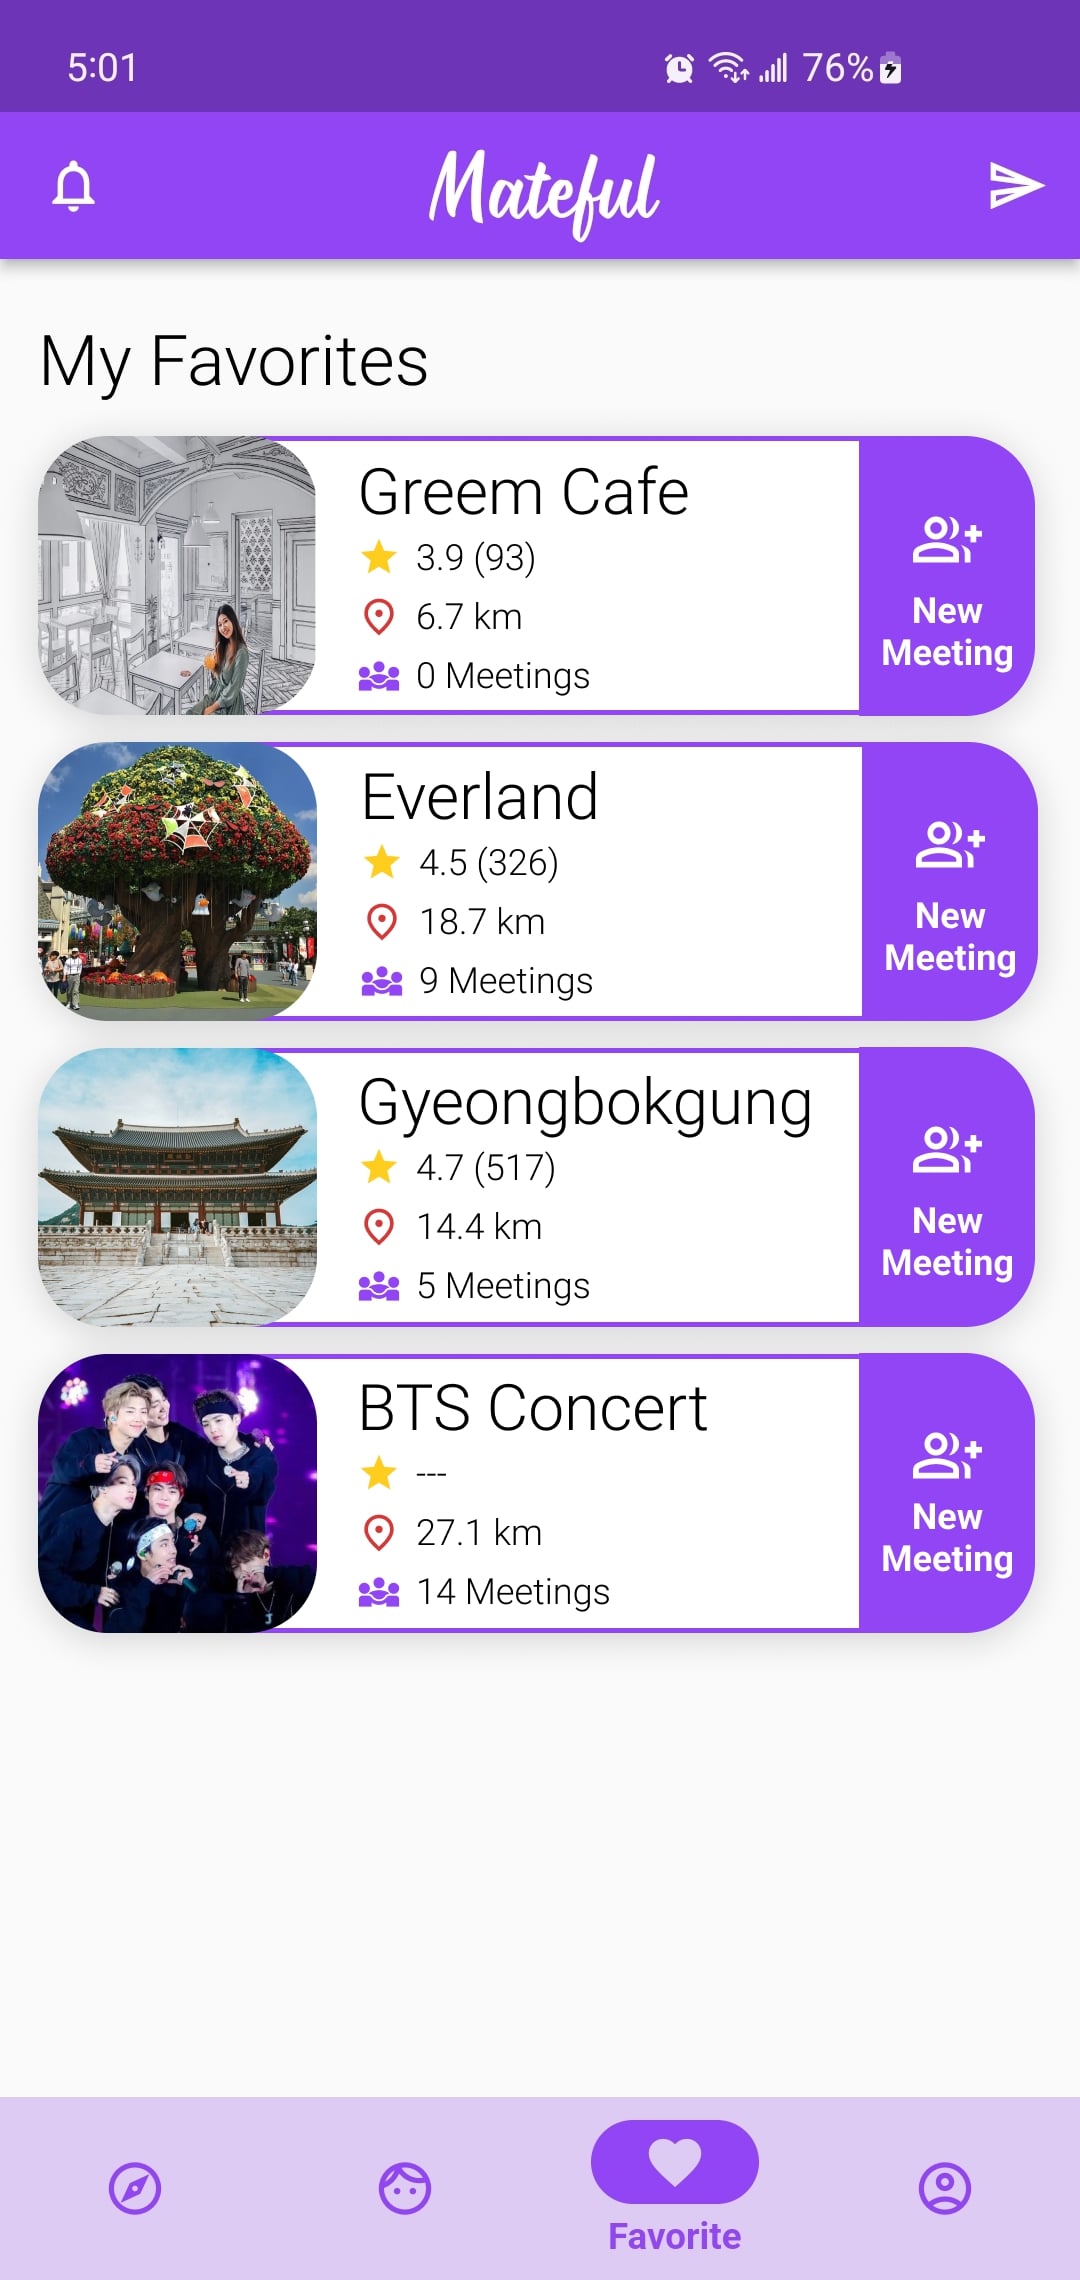 5:01
76%
Mateful
My Favorites
Greem Cafe
3.9 (93)
6.7 km
0 Meetings
New
Meeting
Everland
4.5 (326)
18.7 km
9 Meetings
New
Meeting
Gyeongbokgung
4.7 (517)
14.4 km
5 Meetings
New
Meeting
BTS Concert
---
27.1 km
14 Meetings
New
Meeting
Favorite